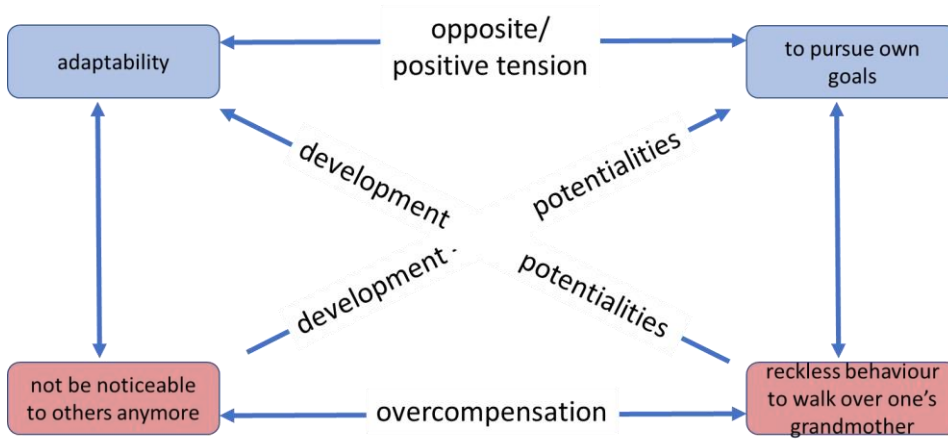 opposite/
positive tension
adaptability
to pursue own
goals
development
potentialities
development
potentialities
not be noticeable
to others anymore
overcompensation
reckless behaviour
to walk over one's
grandmother